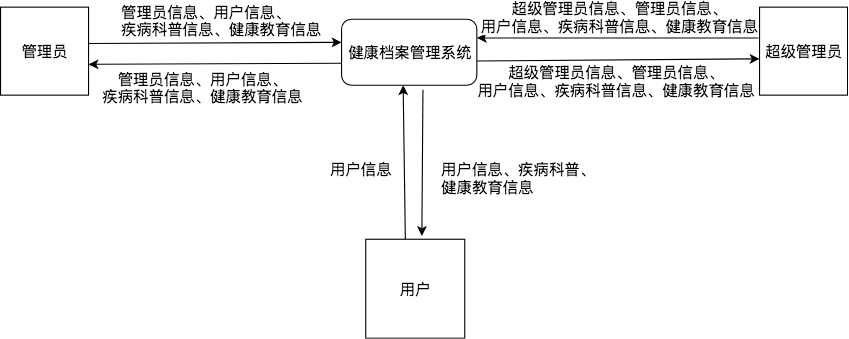 管理员信息、用户信息、
疾病科普信息、健康教育信息
管理员
管理员信息、用户信息、
疾病科普信息、健康教育信息
健康档案管理系统
超级管理员信息、管理员信息、
用户信息、疾病科普信息、健康教育信息
超级管理员
超级管理员信息、管理员信息、
用户信息、疾病科普信息、健康教育信息
用户信息
用户信息、疾病科普、
健康教育信息
用户